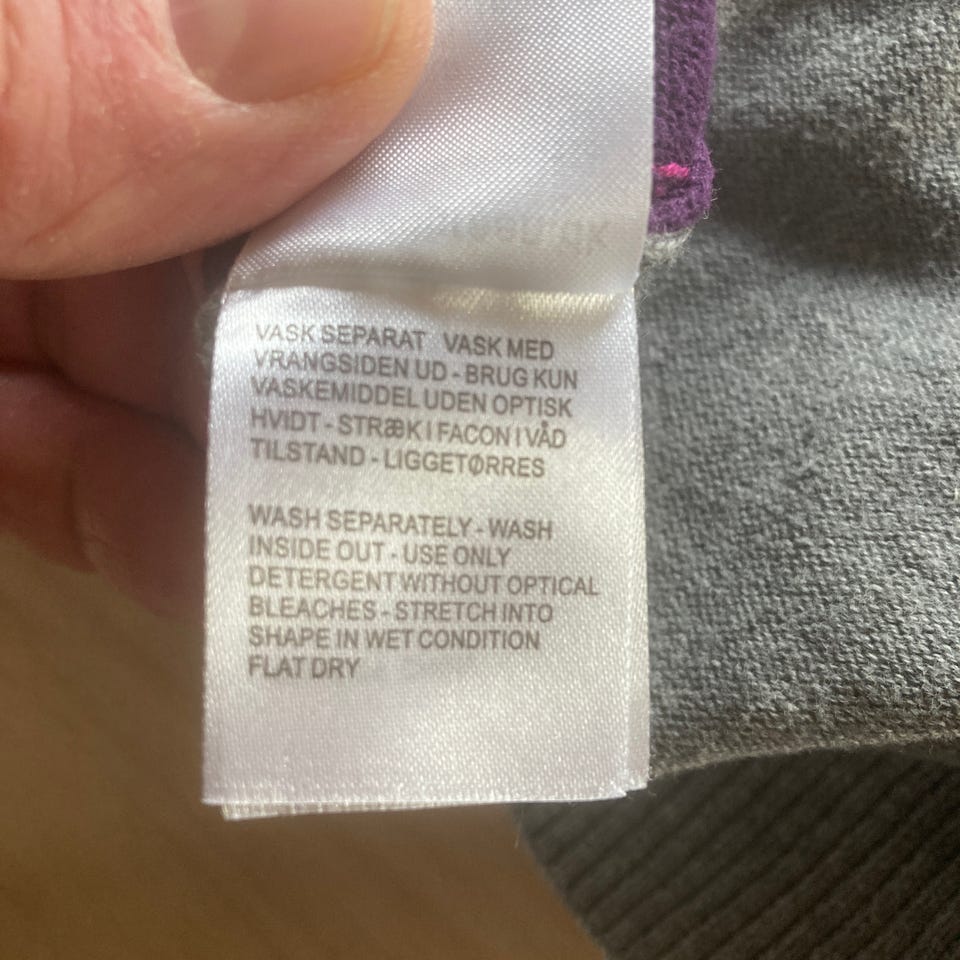 VASK SEPARAT VASK MED
VRANGSIDEN UD - BRUG KUN
VASKEMIDDEL UDEN OPTISK
HVIDT - STRÆK I FACON I VÅD
TILSTAND - LIGGETØRRES
WASH SEPARATELY - WASH
INSIDE OUT - USE ONLY
DETERGENT WITHOUT OPTICAL
BLEACHES - STRETCH INTO
SHAPE IN WET CONDITION
FLAT DRY